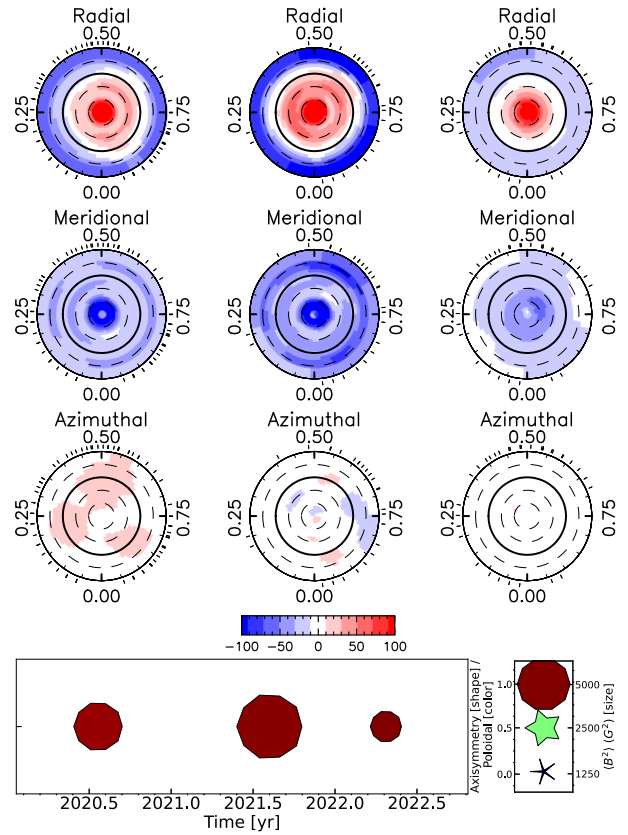 Radial Radial Radial
0.50 0.50 0.50
0.25 0.75 0.25 0.75 0.25 0.75
0.00 0.00 0.00
Meridional Meridional Meridional
0.50 0.50 0.50
0.25 0.75 0.25 0.75 0.25 0.75
0.00 0.00 0.00
Azimuthal Azimuthal Azimuthal
0.50 0.50 0.50
0.25 0.75 0.25 0.75 0.25 0.75
0.00 0.00 0.00
−100 −50 0 50 100
2020.5 2021.0 2021.5 2022.0 2022.5
Time [yr]
Axisymmetry [shape] /
Poloidal [color]
1.0 5000
0.5 2500
0.0 1250
⟨B²⟩ (G²) [size]